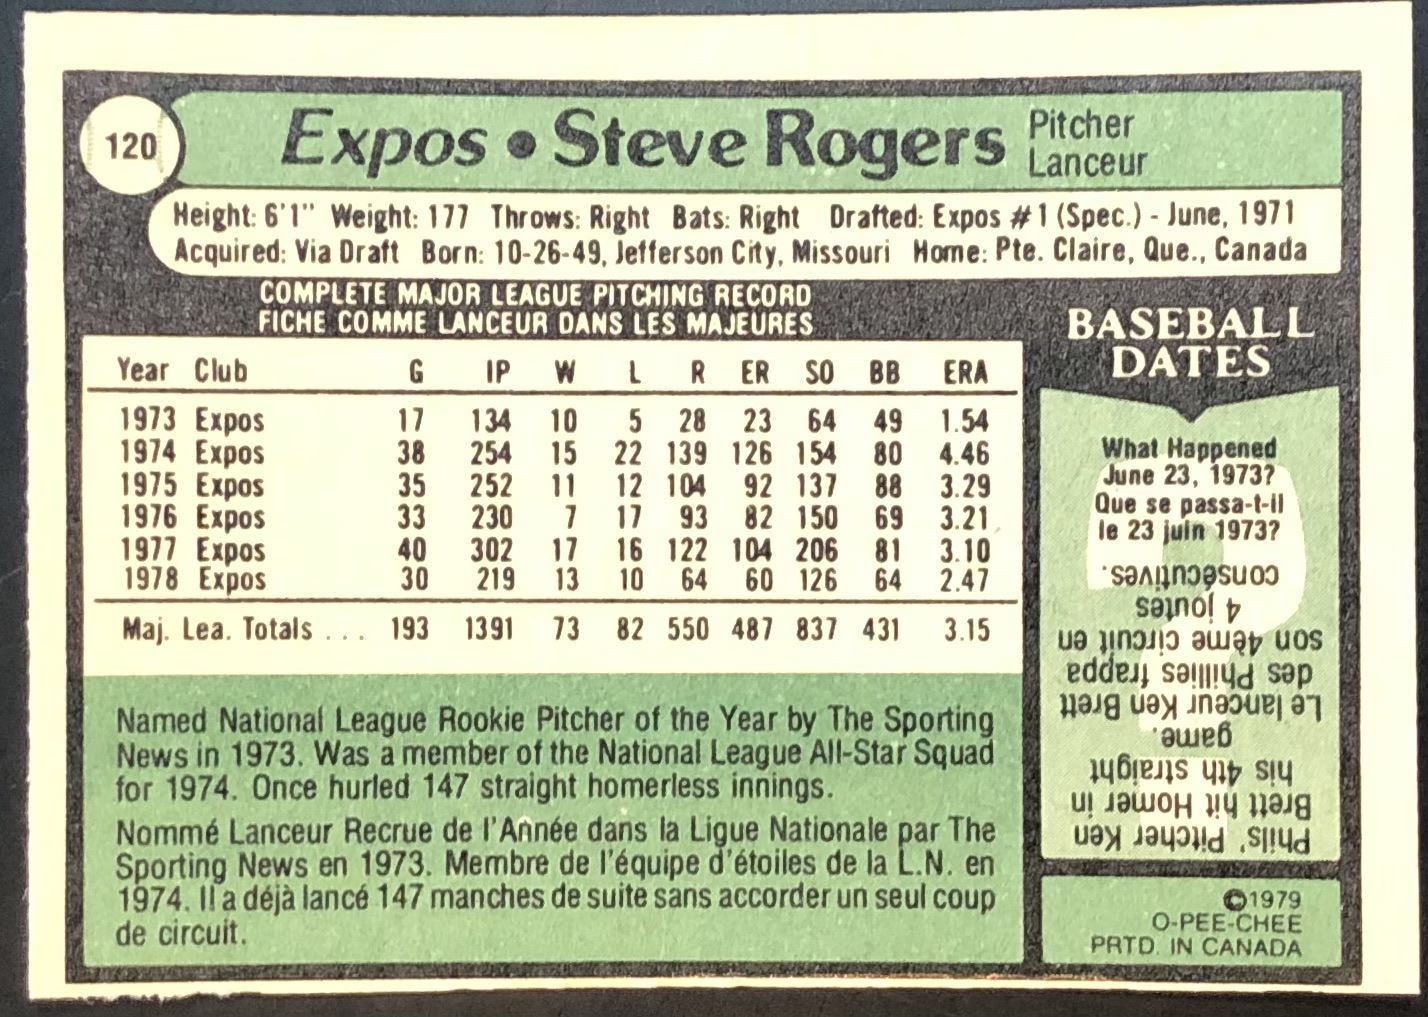 120
Expos • Steve Rogers
Pitcher
Lanceur
Height: 6'1" Weight: 177 Throws: Right Bats: Right Drafted: Expos #1 (Spec.) - June, 1971
Acquired: Via Draft Born: 10-26-49, Jefferson City, Missouri Home: Pte. Claire, Que., Canada
COMPLETE MAJOR LEAGUE PITCHING RECORD
FICHE COMME LANCEUR DANS LES MAJEURES
Year Club G IP W L R ER SO BB ERA
1973 Expos 17 134 10 5 28 23 64 49 1.54
1974 Expos 38 254 15 22 139 126 154 80 4.46
1975 Expos 35 252 11 12 104 92 137 88 3.29
1976 Expos 33 230 7 17 93 82 150 69 3.21
1977 Expos 40 302 17 16 122 104 206 81 3.10
1978 Expos 30 219 13 10 64 60 126 64 2.47
Maj. Lea. Totals ... 193 1391 73 82 550 487 837 431 3.15
Named National League Rookie Pitcher of the Year by The Sporting
News in 1973. Was a member of the National League All-Star Squad
for 1974. Once hurled 147 straight homerless innings.
Nommé Lanceur Recrue de l'Année dans la Ligue Nationale par The
Sporting News en 1973. Membre de l'équipe d'étoiles de la L.N. en
1974. Il a déjà lancé 147 manches de suite sans accorder un seul coup
de circuit.
BASEBALL
DATES
What Happened
June 23, 1973?
Que se passa-t-il
le 23 juin 1973?
Phils' Pitcher Ken
Brett hit Homer in
his 4th straight
game.
Le lanceur Ken Brett
des Phillies frappa
son 4ème circuit en
4 joutes
consécutives.
©1979
O-PEE-CHEE
PRTD. IN CANADA